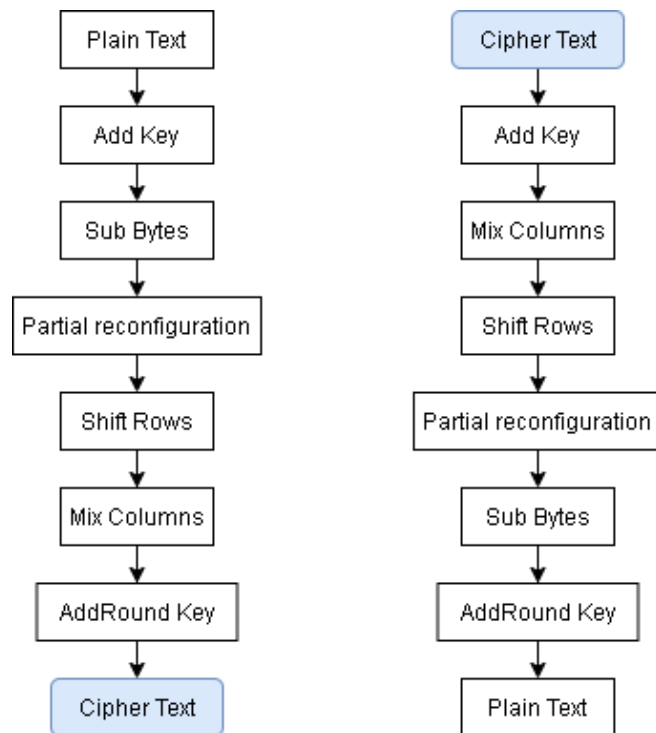 Plain Text
Add Key
Sub Bytes
Partial reconfiguration
Shift Rows
Mix Columns
AddRound Key
Cipher Text
Cipher Text
Add Key
Mix Columns
Shift Rows
Partial reconfiguration
Sub Bytes
AddRound Key
Plain Text